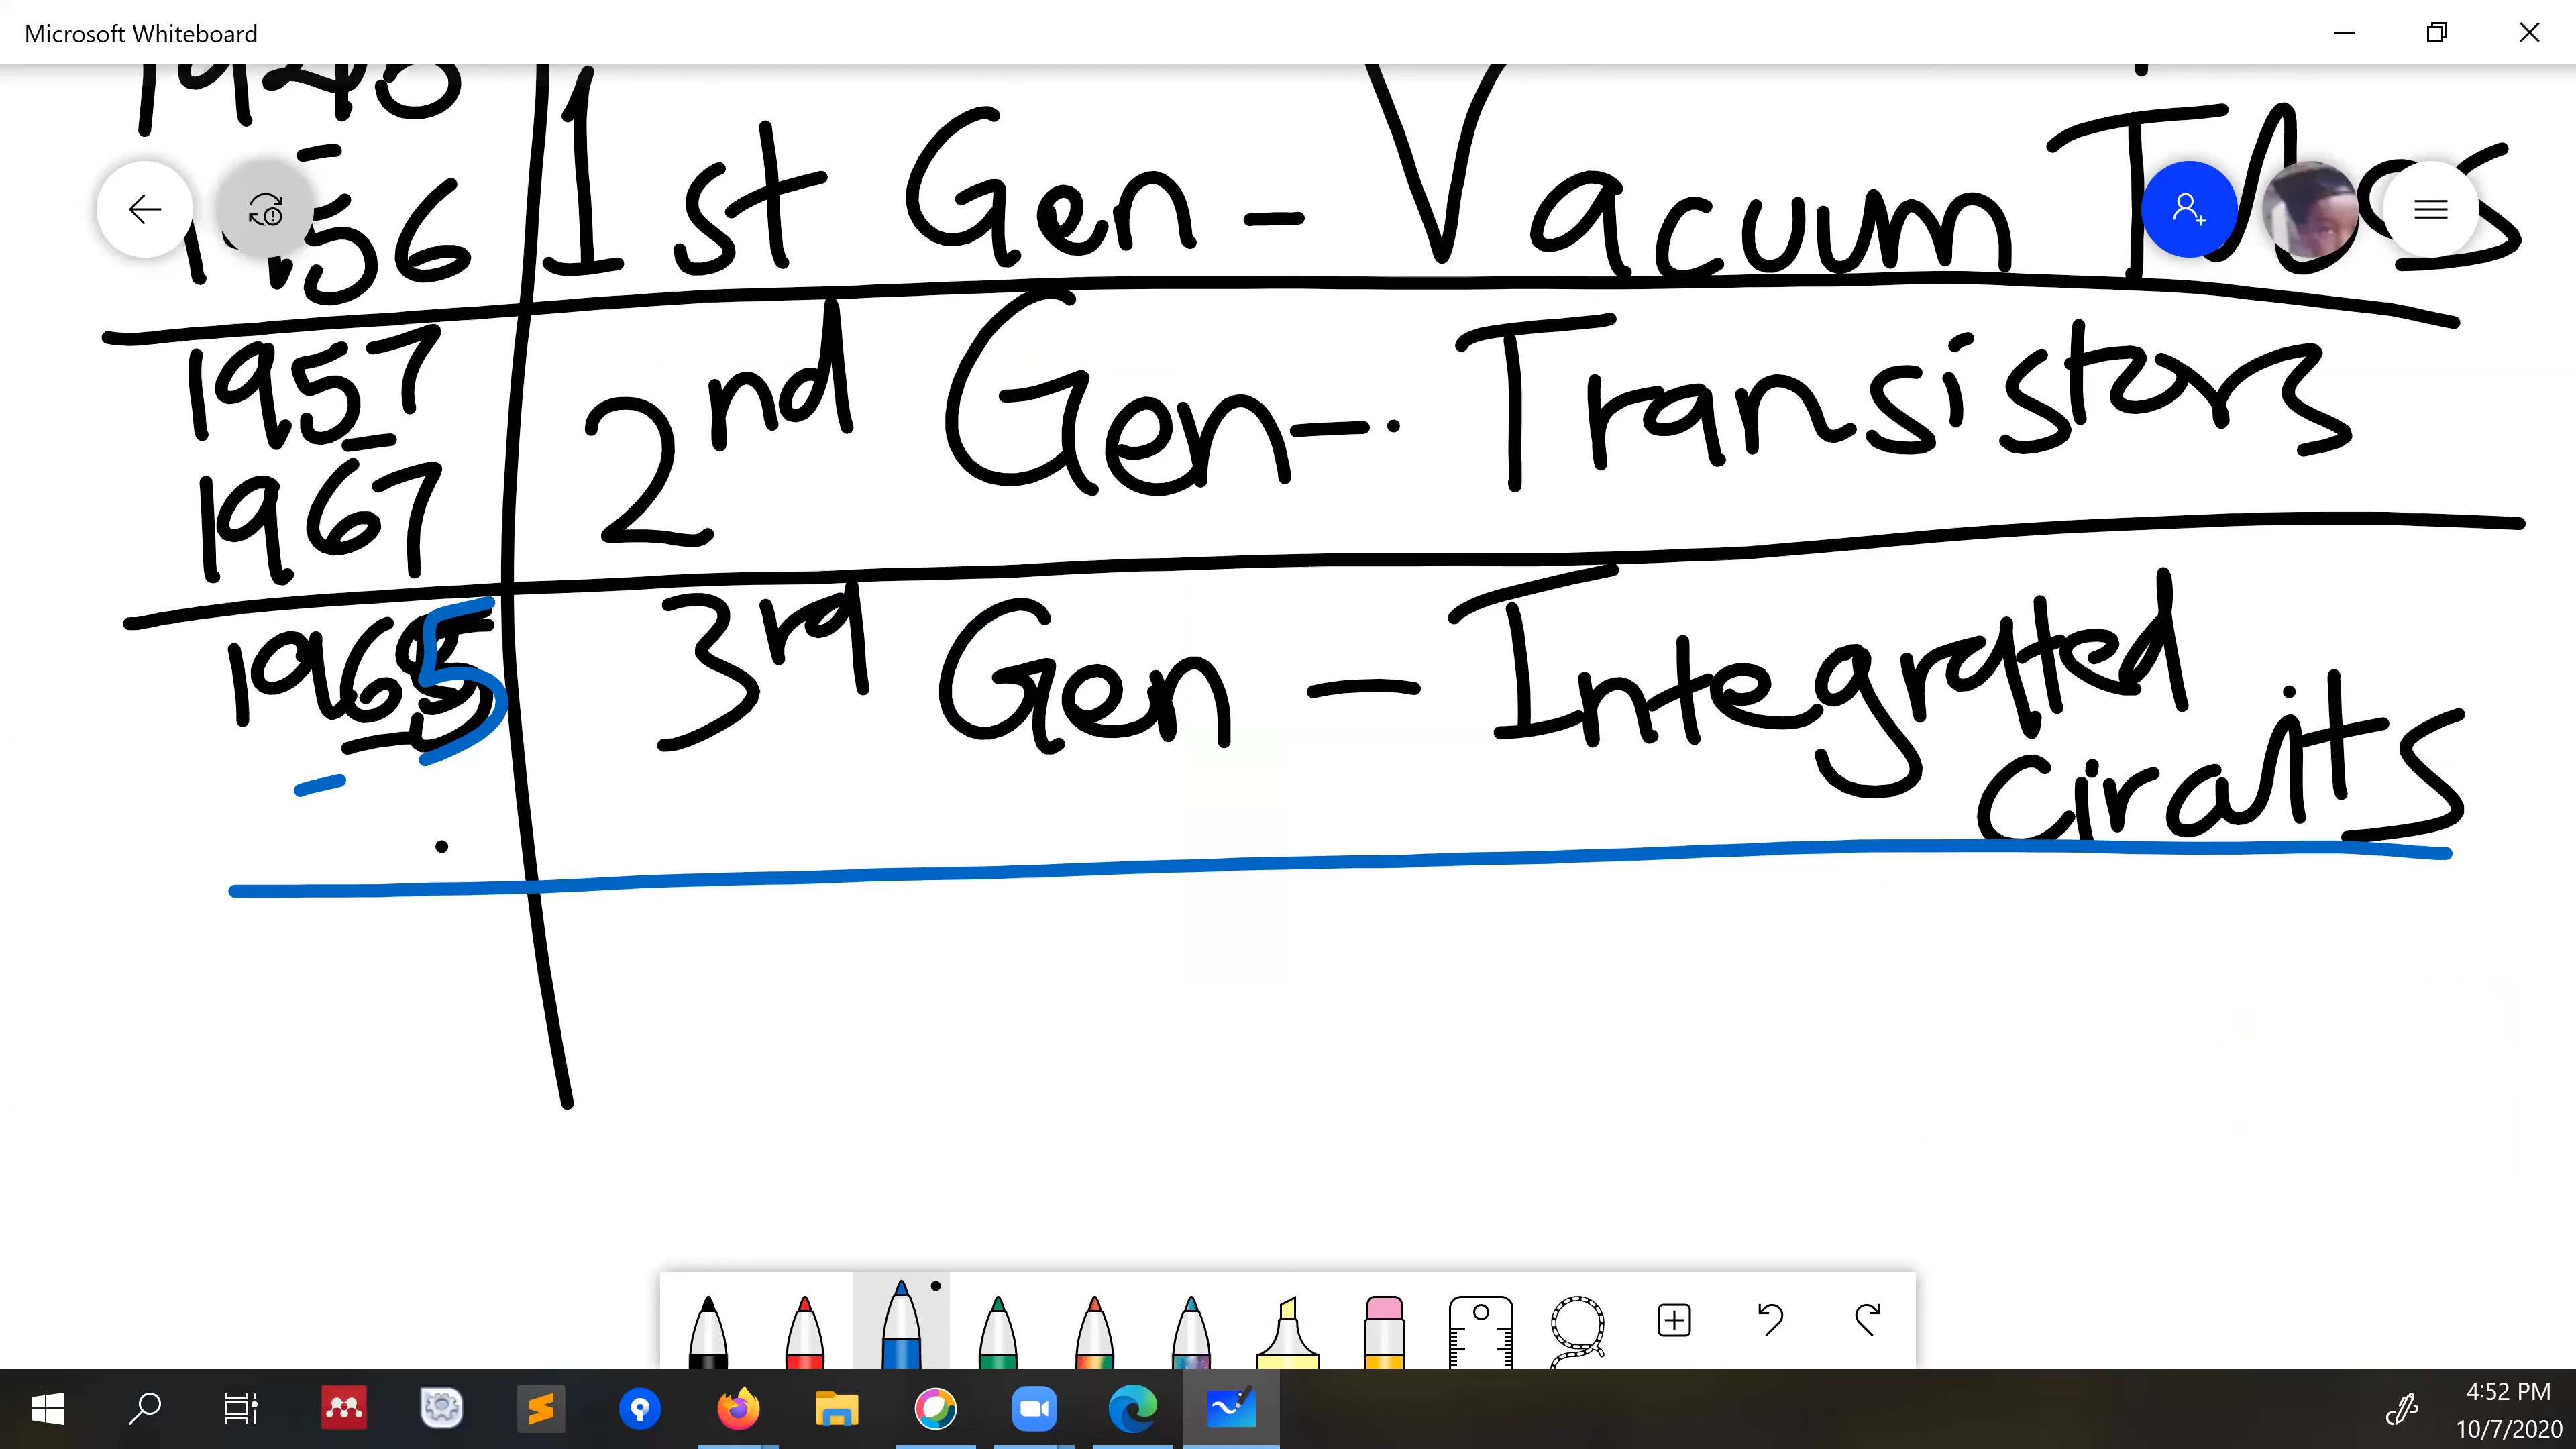 Microsoft Whiteboard
1956
1st Gen - Vacuum
1957
-
1967
2nd Gen - Transistors
1965
-
3rd Gen - Integrated
circuits
4:52 PM
10/7/2020